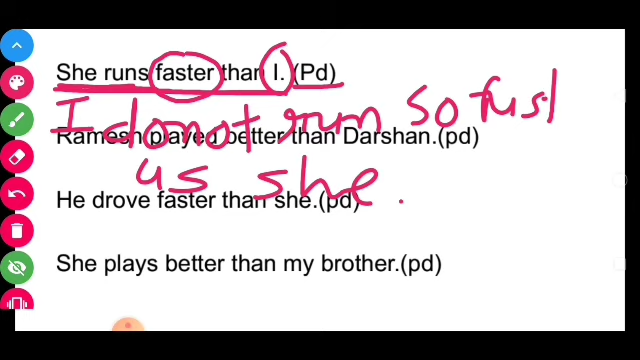 She runs faster than I. (Pd)
I do not run so fast
Ramesh played better than Darshan.(pd)
as she.
He drove faster than she.(pd)
She plays better than my brother.(pd)